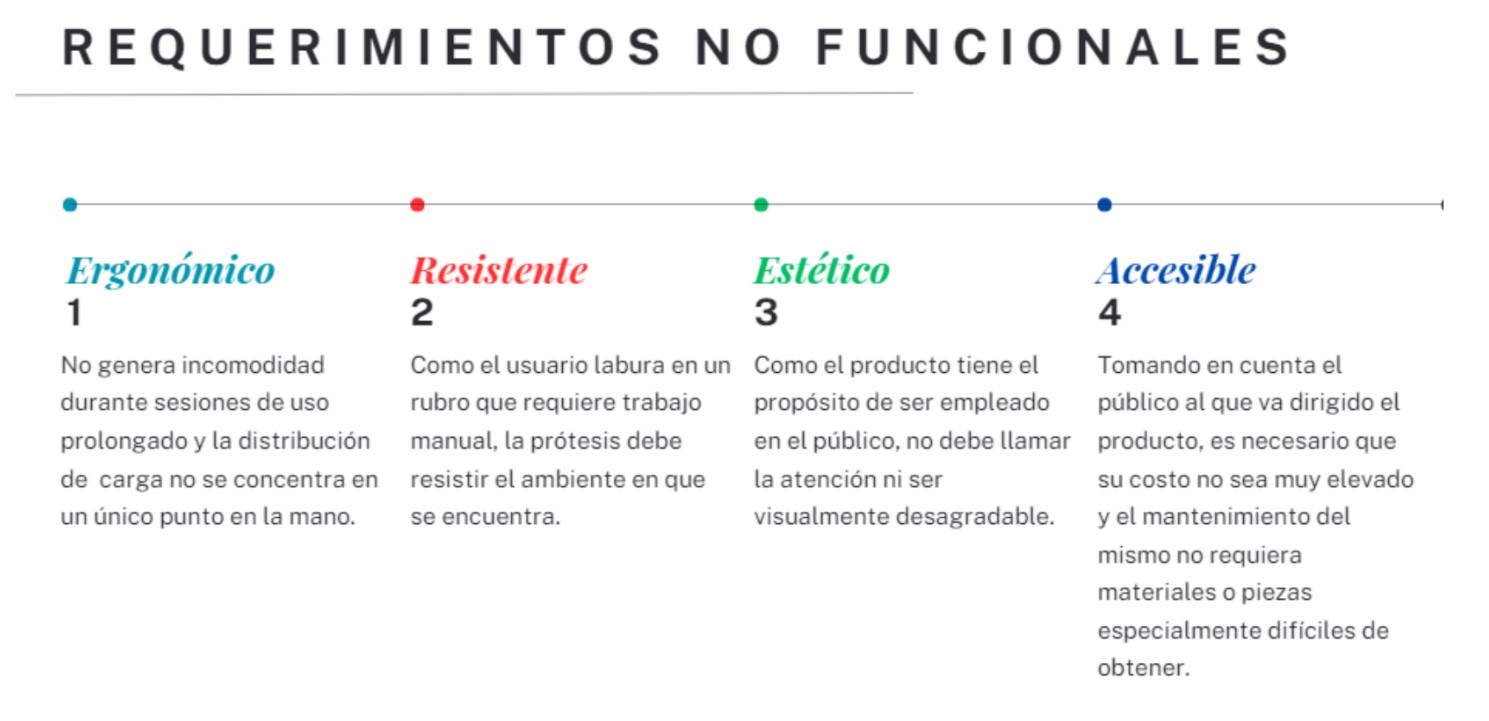 REQUERIMIENTOS NO FUNCIONALES
Ergonómico
1
No genera incomodidad
durante sesiones de uso
prolongado y la distribución
de  carga no se concentra en
un único punto en la mano.
Resistente
2
Como el usuario labura en un
rubro que requiere trabajo
manual, la prótesis debe
resistir el ambiente en que
se encuentra.
Estético
3
Como el producto tiene el
propósito de ser empleado
en el público, no debe llamar
la atención ni ser
visualmente desagradable.
Accesible
4
Tomando en cuenta el
público al que va dirigido el
producto, es necesario que
su costo no sea muy elevado
y el mantenimiento del
mismo no requiera
materiales o piezas
especialmente difíciles de
obtener.